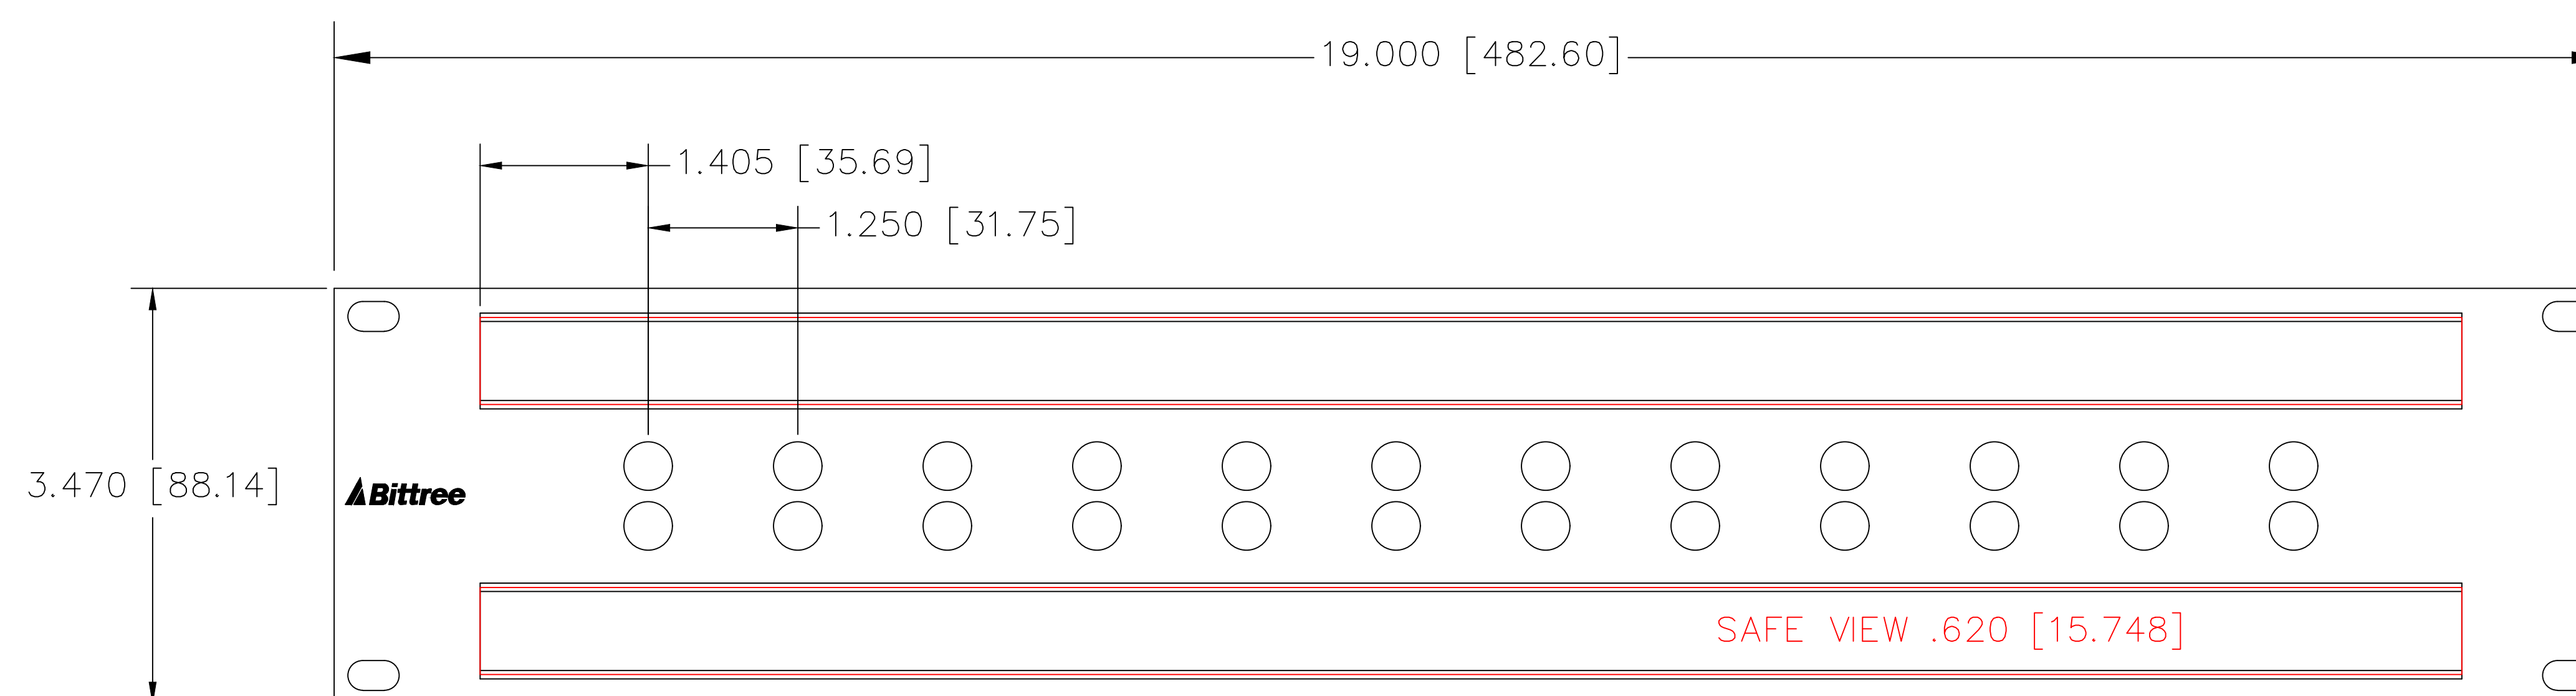 19.000 [482.60]
1.405 [35.69]
1.250 [31.75]
3.470 [88.14]
Bittree
SAFE VIEW .620 [15.748]